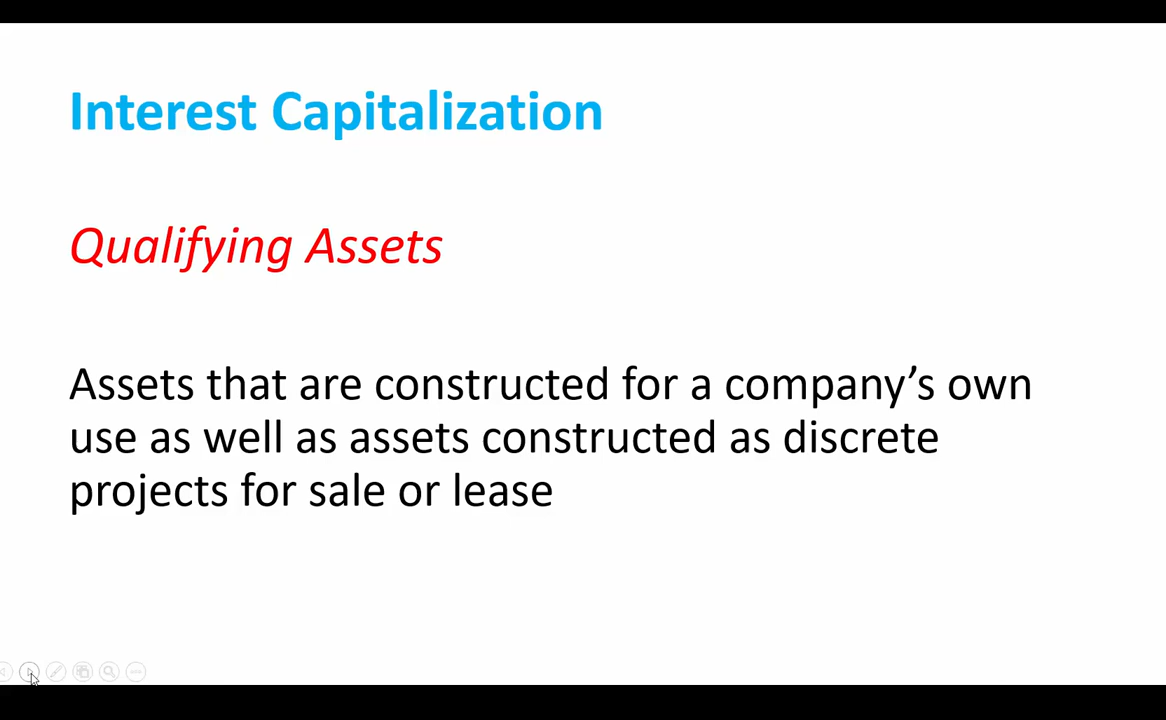 Interest Capitalization
Qualifying Assets
Assets that are constructed for a company’s own
use as well as assets constructed as discrete
projects for sale or lease